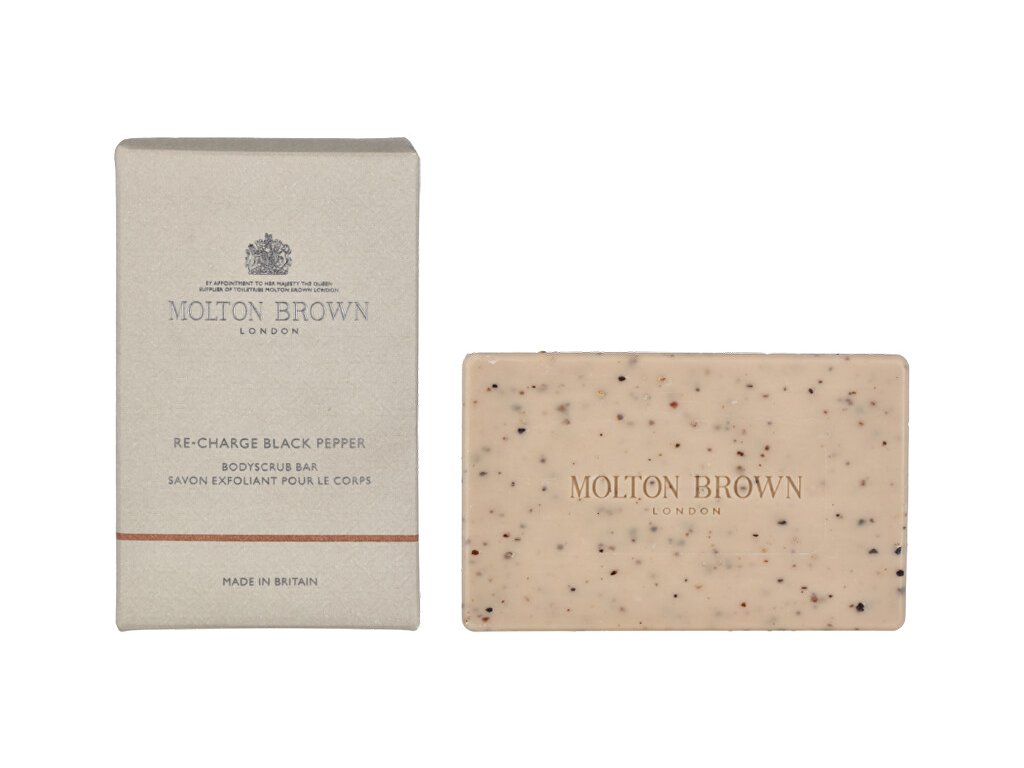 BY APPOINTMENT TO HER MAJESTY THE QUEEN
SUPPLIER OF TOILETRIES MOLTON BROWN LONDON
MOLTON BROWN
LONDON
RE-CHARGE BLACK PEPPER
BODYSCRUB BAR
SAVON EXFOLIANT POUR LE CORPS
MADE IN BRITAIN
MOLTON BROWN
LONDON